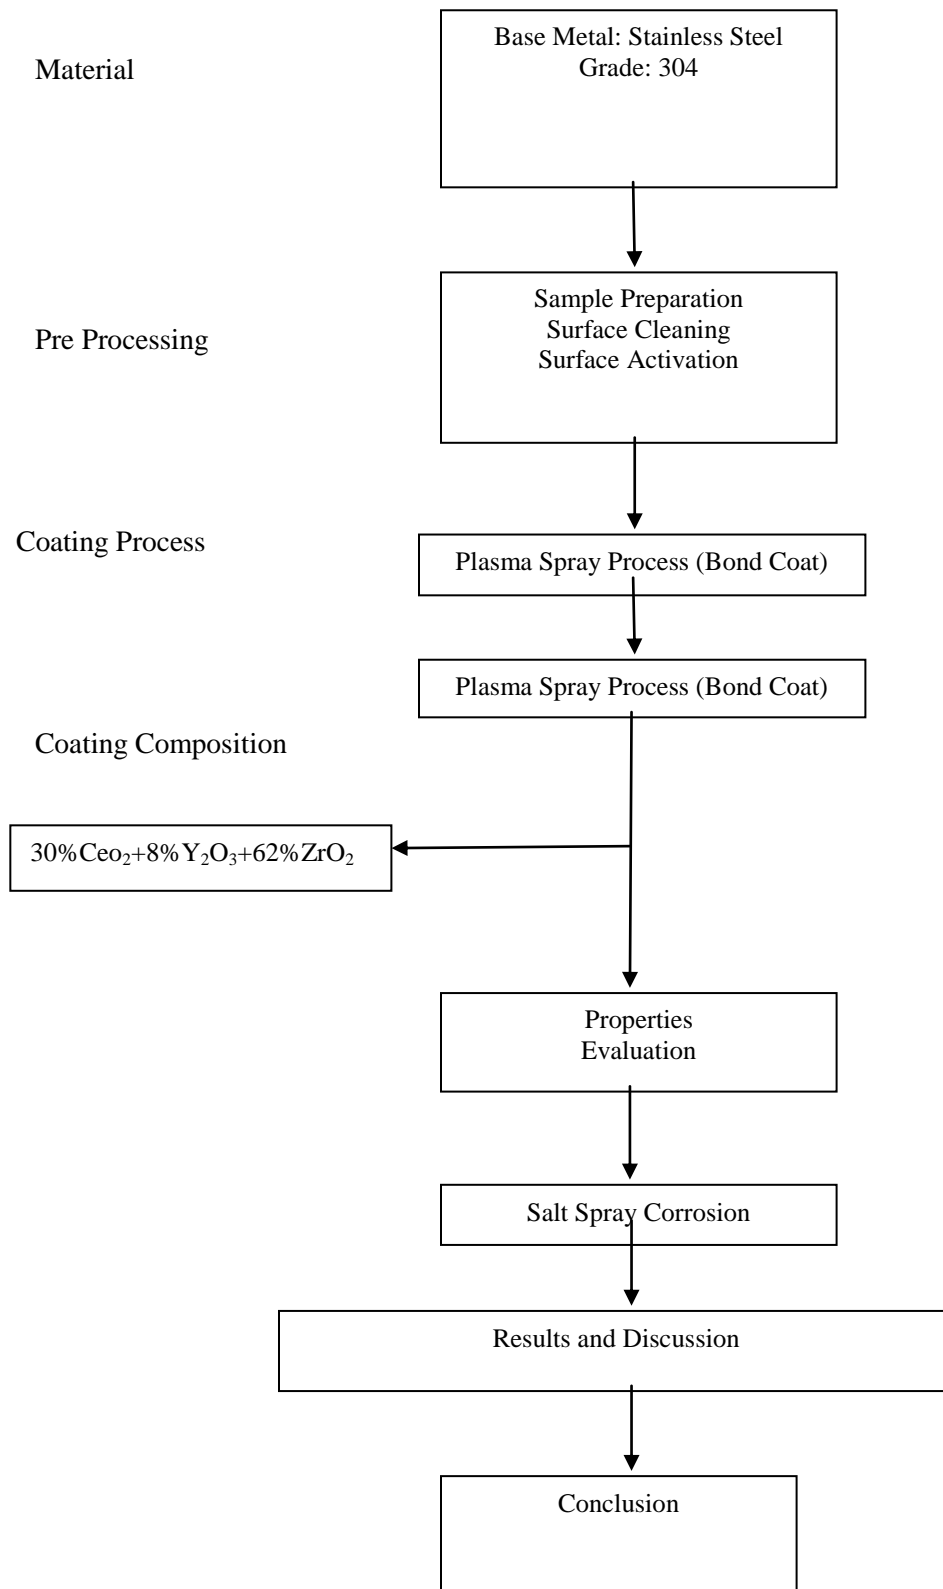 Material
Base Metal: Stainless Steel
Grade: 304
Pre Processing
Sample Preparation
Surface Cleaning
Surface Activation
Coating Process
Plasma Spray Process (Bond Coat)
Plasma Spray Process (Bond Coat)
Coating Composition
30%Ceo₂+8%Y₂O₃+62%ZrO₂
Properties
Evaluation
Salt Spray Corrosion
Results and Discussion
Conclusion